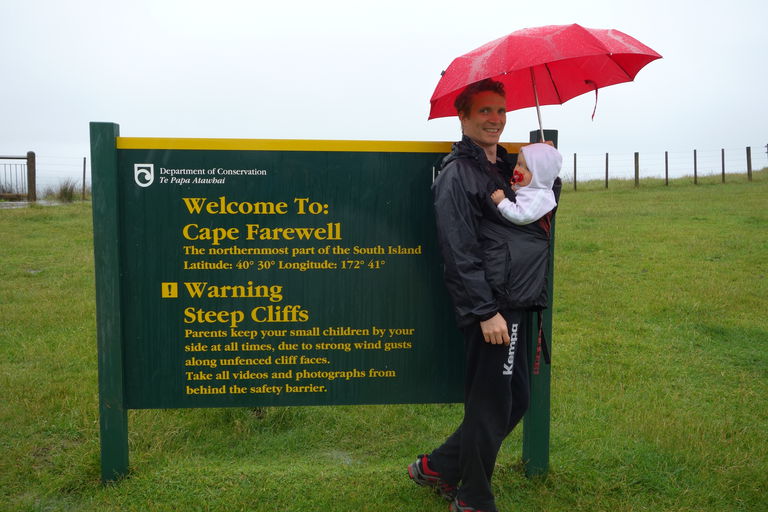 Department of Conservation
Te Papa Atawhai
Welcome To:
Cape Farewell
The northernmost part of the South Island
Latitude: 40° 30° Longitude: 172° 41°
! Warning
Steep Cliffs
Parents keep your small children by your
side at all times, due to strong wind gusts
along unfenced cliff faces.
Take all videos and photographs from
behind the safety barrier.
Kempa